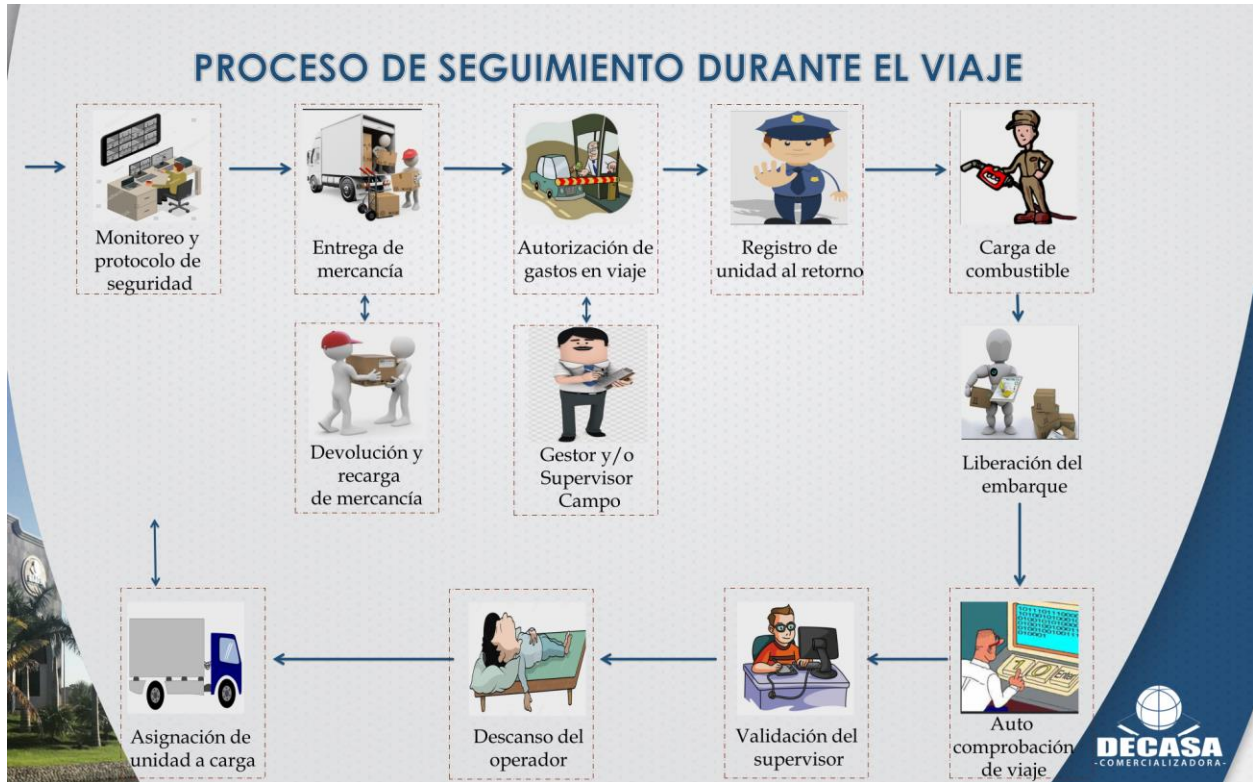 PROCESO DE SEGUIMIENTO DURANTE EL VIAJE
Monitoreo y
protocolo de
seguridad
Entrega de
mercancía
Autorización de
gastos en viaje
Registro de
unidad al retorno
Carga de
combustible
Devolución y
recarga
de mercancía
Gestor y/o
Supervisor
Campo
Liberación del
embarque
Asignación de
unidad a carga
Descanso del
operador
Validación del
supervisor
Auto
comprobación
de viaje
DECASA
-COMERCIALIZADORA-